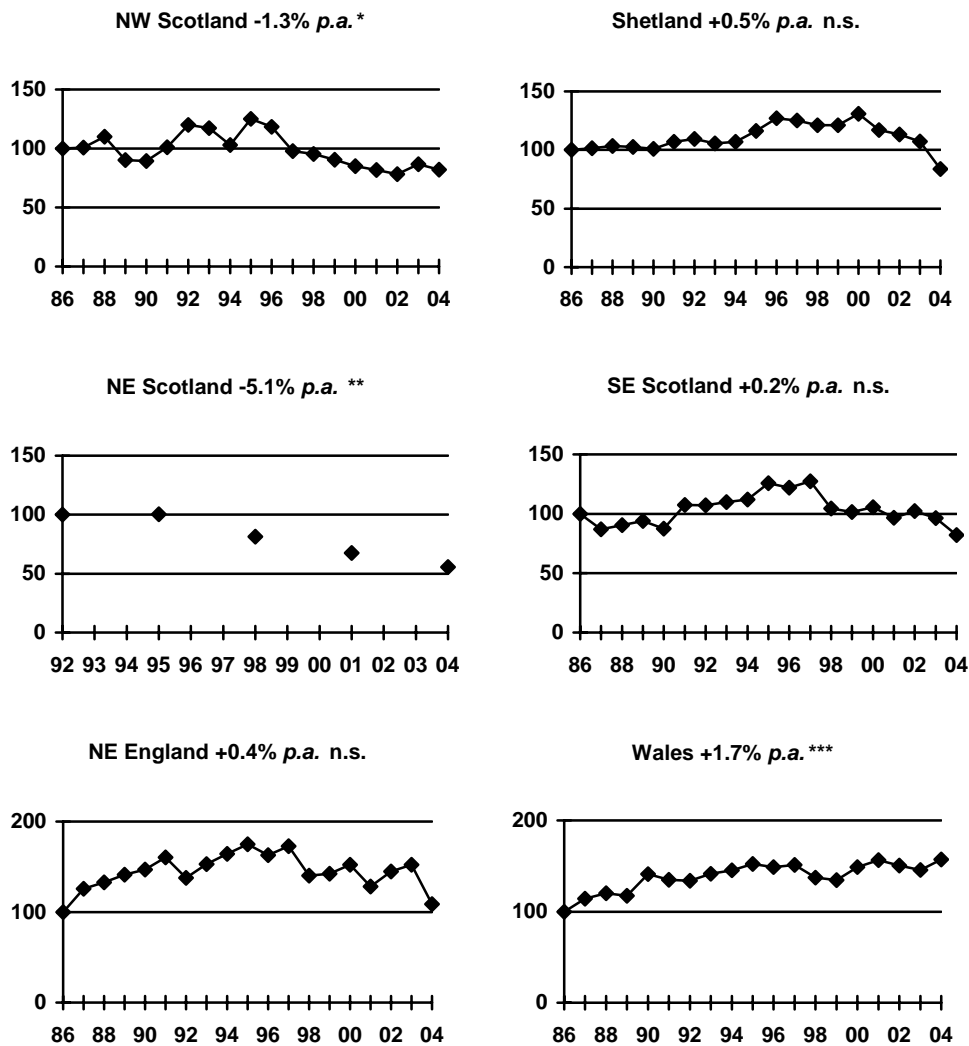 NW Scotland -1.3% p.a.*
150
100
50
0
86 88 90 92 94 96 98 00 02 04
Shetland +0.5% p.a. n.s.
150
100
50
0
86 88 90 92 94 96 98 00 02 04
NE Scotland -5.1% p.a. **
150
100
50
0
92 93 94 95 96 97 98 99 00 01 02 03 04
SE Scotland +0.2% p.a. n.s.
150
100
50
0
86 88 90 92 94 96 98 00 02 04
NE England +0.4% p.a. n.s.
200
100
0
86 88 90 92 94 96 98 00 02 04
Wales +1.7% p.a.***
200
100
0
86 88 90 92 94 96 98 00 02 04